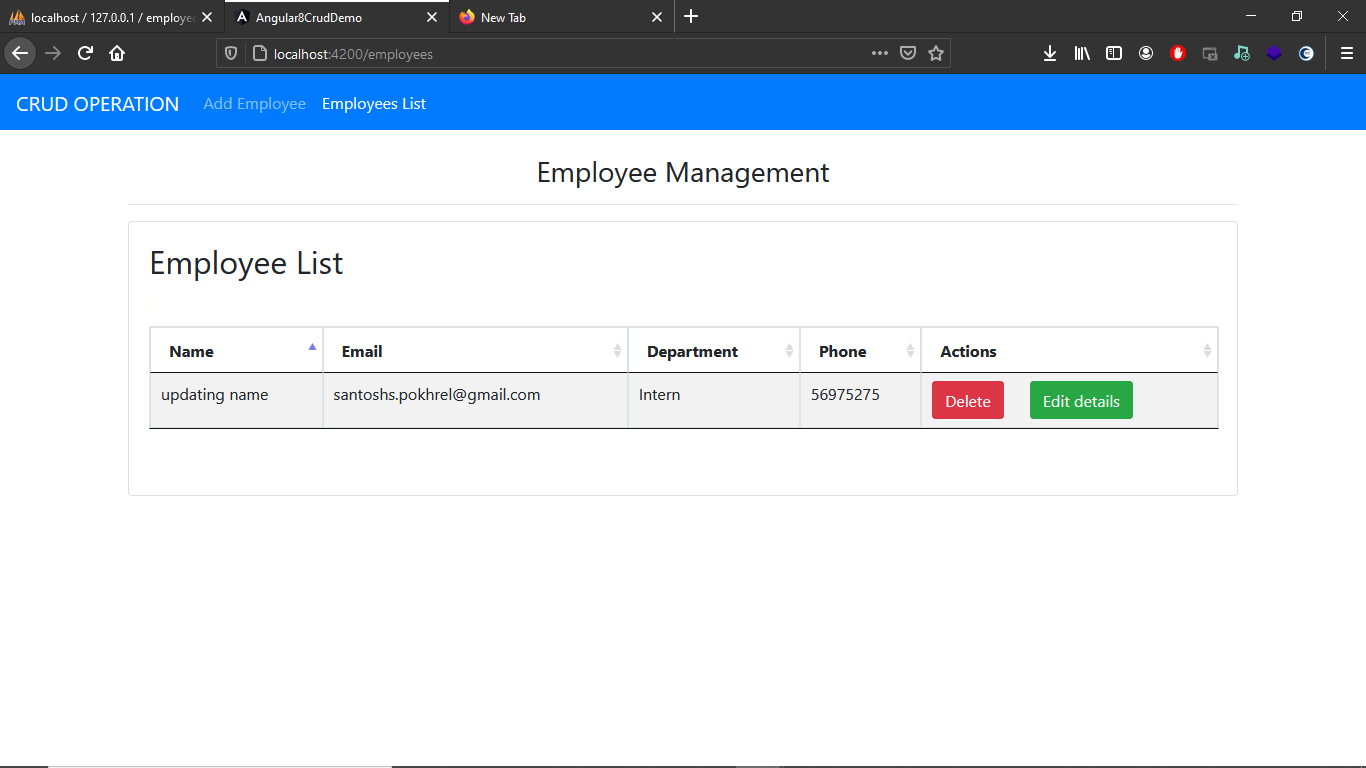 localhost / 127.0.0.1 / employe
Angular8CrudDemo
New Tab
localhost:4200/employees
CRUD OPERATION Add Employee Employees List
Employee Management
Employee List
Name Email Department Phone Actions
updating name santoshs.pokhrel@gmail.com Intern 56975275 Delete Edit details